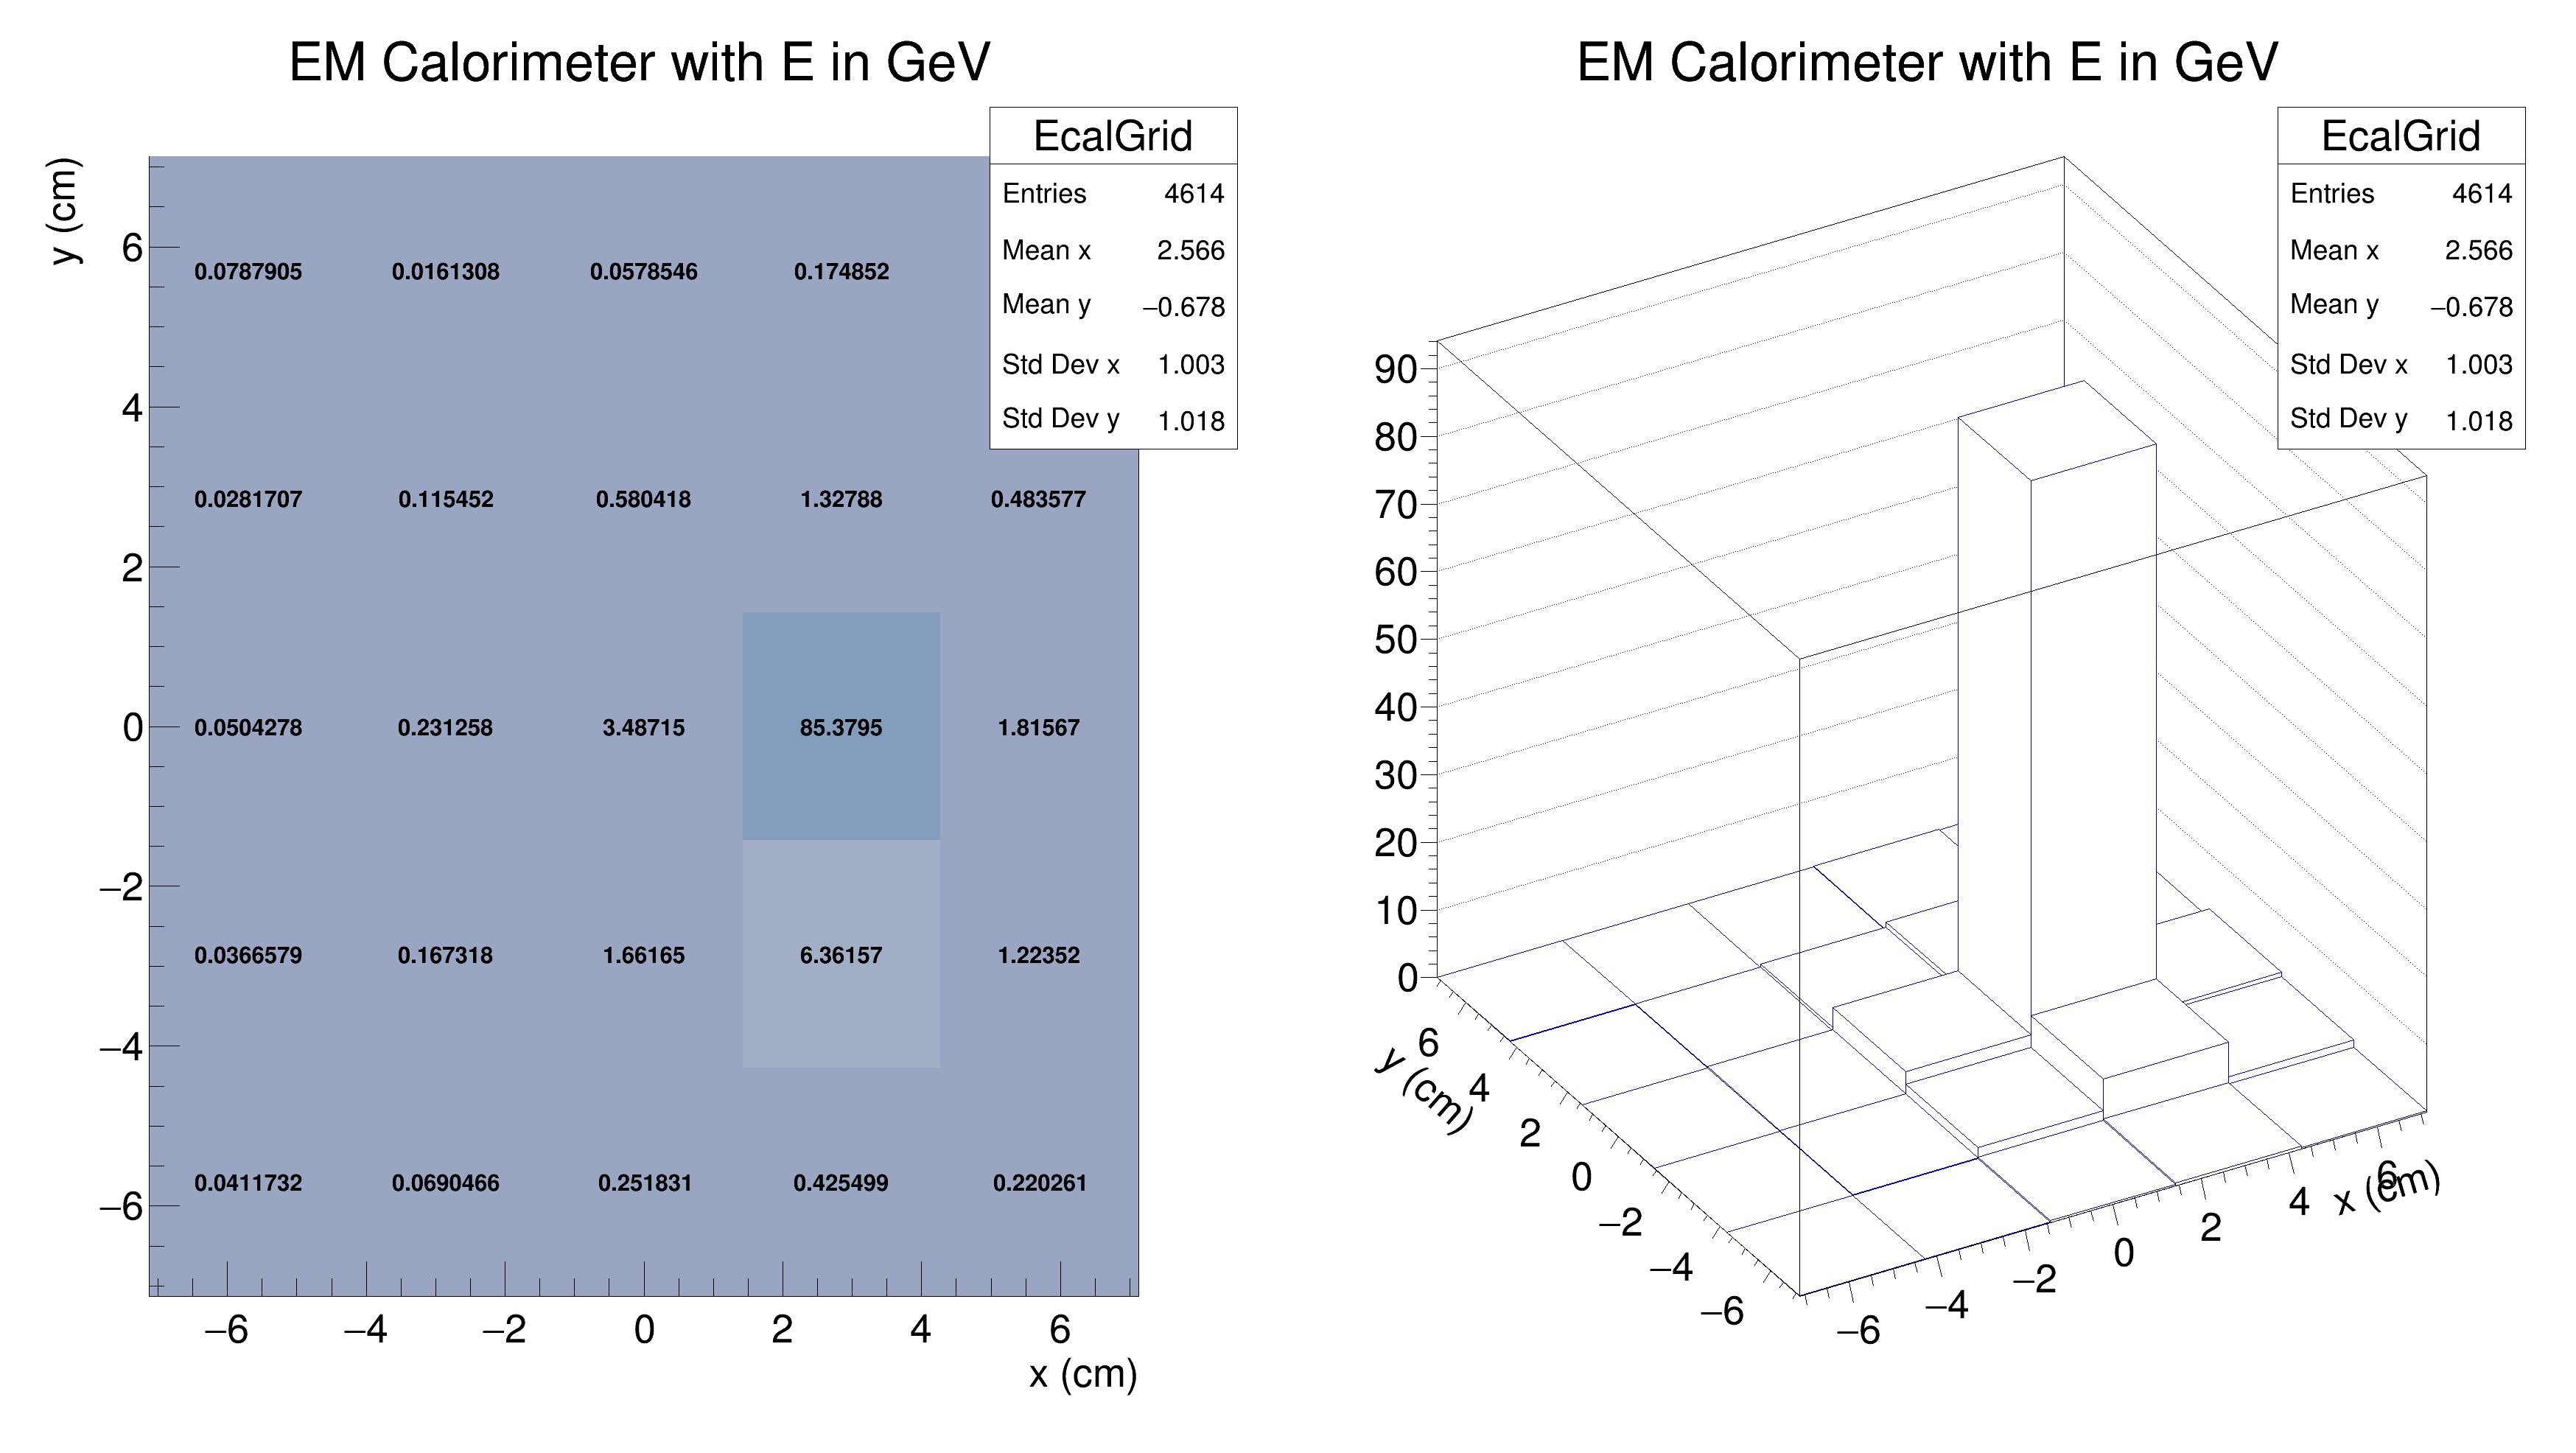 EM Calorimeter with E in GeV
EcalGrid
Entries 4614
Mean x 2.566
Mean y −0.678
Std Dev x 1.003
Std Dev y 1.018
y (cm)
6
4
2
0
−2
−4
−6
0.0787905 0.0161308 0.0578546 0.174852
0.0281707 0.115452 0.580418 1.32788 0.483577
0.0504278 0.231258 3.48715 85.3795 1.81567
0.0366579 0.167318 1.66165 6.36157 1.22352
0.0411732 0.0690466 0.251831 0.425499 0.220261
−6 −4 −2 0 2 4 6
x (cm)
EM Calorimeter with E in GeV
EcalGrid
Entries 4614
Mean x 2.566
Mean y −0.678
Std Dev x 1.003
Std Dev y 1.018
90
80
70
60
50
40
30
20
10
0
6
4
2
0
−2
−4
−6
y (cm)
−6 −4 −2 0 2 4 6
x (cm)